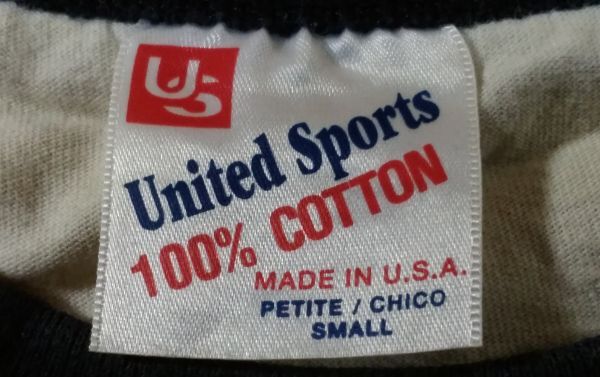 US
United Sports
100% COTTON
MADE IN U.S.A.
PETITE / CHICO
SMALL